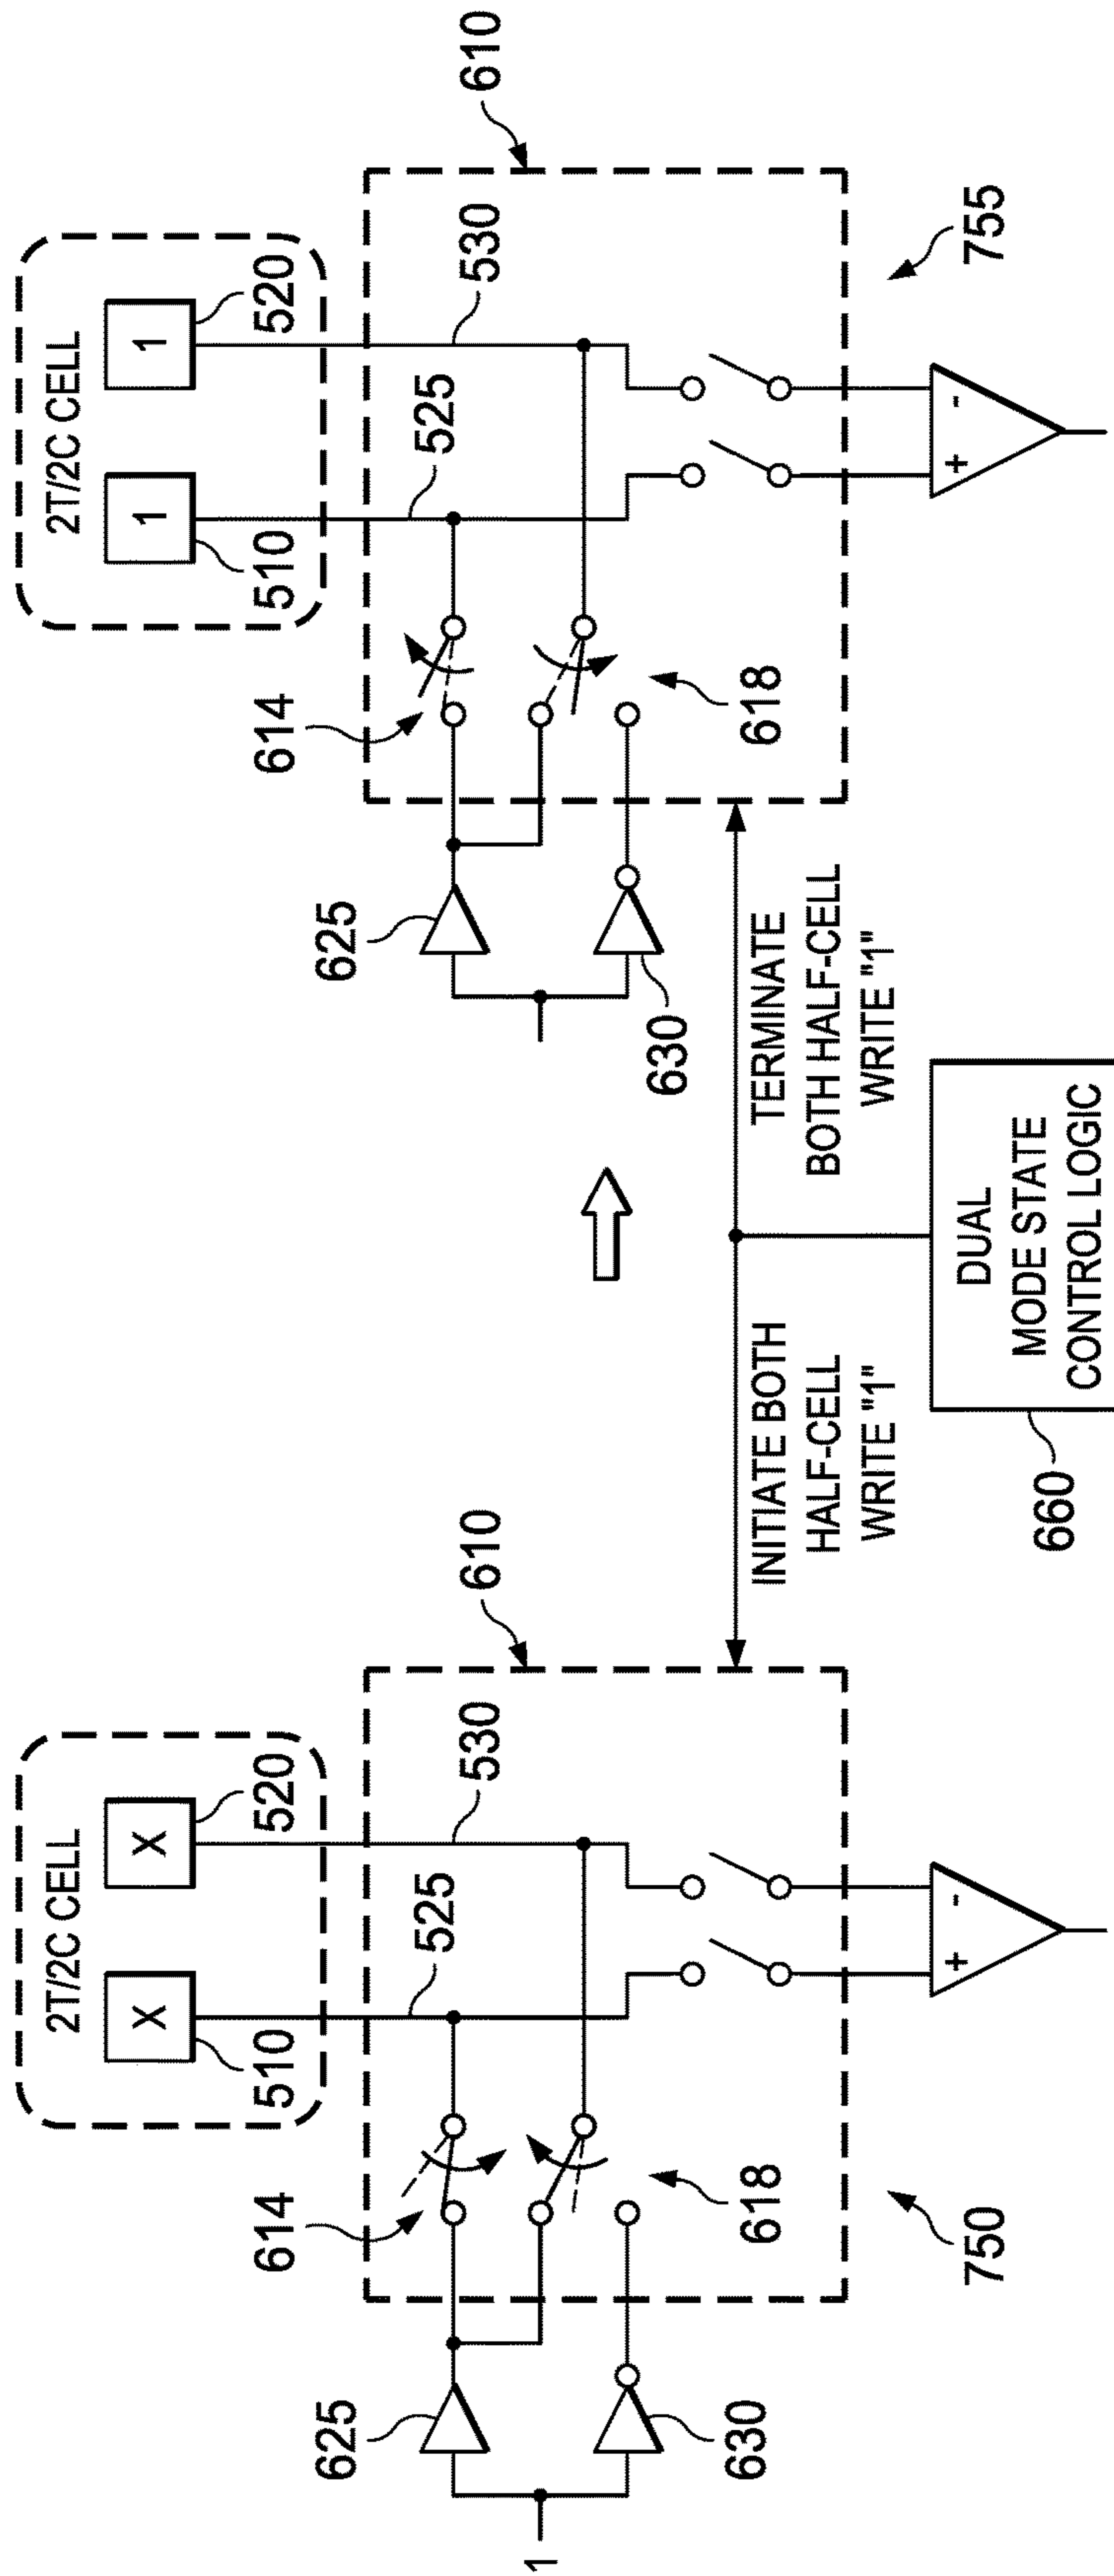 2T/2C CELL
X
X
510
520
525
530
610
614
618
625
630
1
750
INITIATE BOTH
HALF-CELL
WRITE "1"
+
-
2T/2C CELL
1
1
510
520
525
530
610
614
618
625
630
755
TERMINATE
BOTH HALF-CELL
WRITE "1"
+
-
DUAL
MODE STATE
CONTROL LOGIC
660